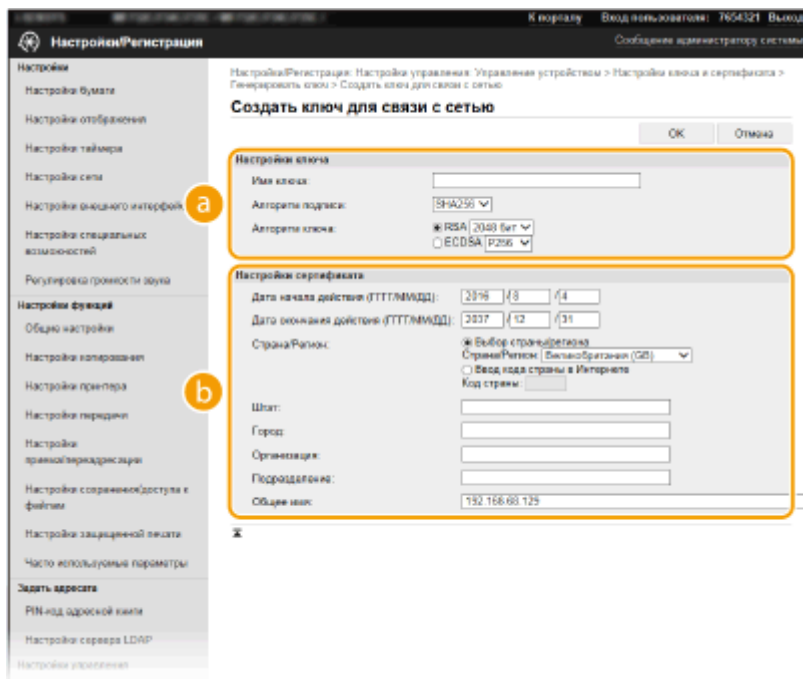 К порталу Вход пользователя: 7654321 Выход
Настройки/Регистрация Сообщение администратору системы
Настройки
Настройки бумаги
Настройки отображения
Настройки таймера
Настройки сети
Настройки внешнего интерфей
Настройки специальных
возможностей
Регулировка громкости звука
Настройки функций
Общие настройки
Настройки копирования
Настройки принтера
Настройки передачи
Настройки
приема/переадресации
Настройки сохранения/доступа к
файлам
Настройки защищенной печати
Часто используемые параметры
Задать адресата
PIN-код адресной книги
Настройки сервера LDAP
Настройки управления
Настройки/Регистрация: Настройки управления: Управление устройством > Настройки ключа и сертификата >
Генерировать ключ > Создать ключ для связи с сетью
Создать ключ для связи с сетью
OK Отмена
a
Настройки ключа
Имя ключа:
Алгоритм подписи: SHA256
Алгоритм ключа: RSA 2048 бит
ECDSA P256
b
Настройки сертификата
Дата начала действия (ГГГГ/ММ/ДД): 2016 / 8 / 4
Дата окончания действия (ГГГГ/ММ/ДД): 2037 / 12 / 31
Страна/Регион: Выбор страны/региона
Страна/Регион: Великобритания (GB)
Ввод кода страны в Интернете
Код страны:
Штат:
Город:
Организация:
Подразделение:
Общее имя: 192.168.68.129